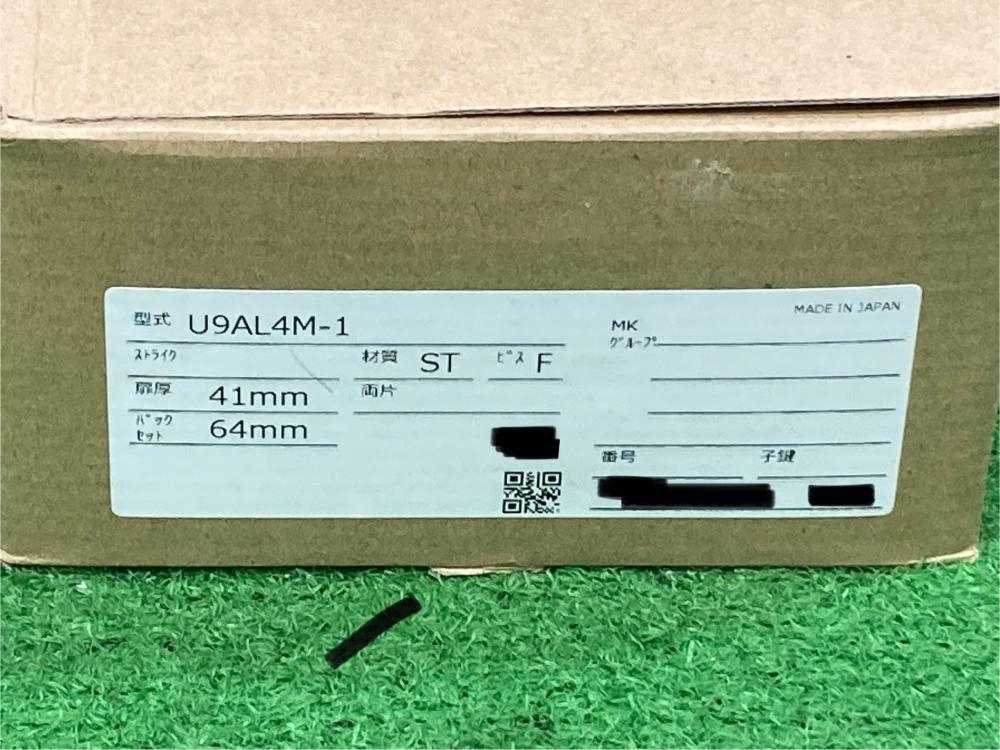 型式 U9AL4M-1
MADE IN JAPAN
MK
ｸﾞﾙｰﾌﾟ
ｽﾄﾗｲｸ
材質 ST
ﾋﾞｽ F
扉厚 41mm
両片
ﾊﾞｯｸ
ｾｯﾄ
64mm
番号
子鍵